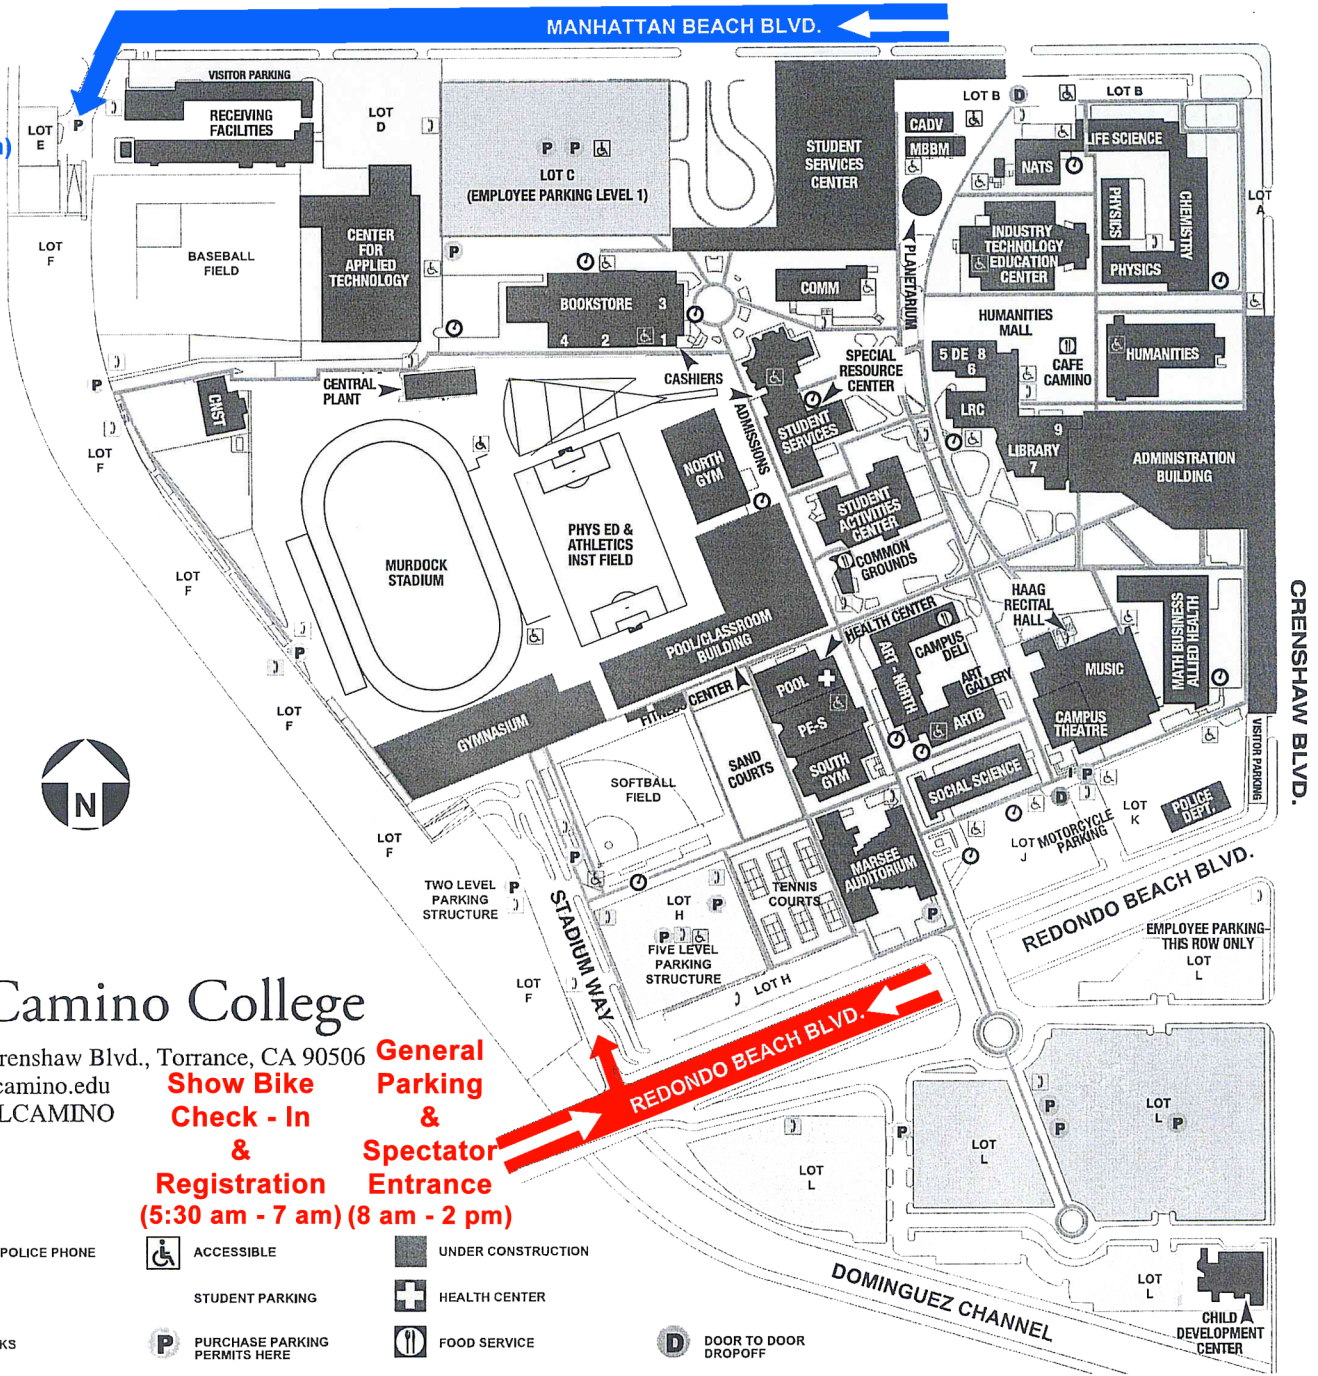 MANHATTAN BEACH BLVD.
VISITOR PARKING
RECEIVING
FACILITIES
LOT
D
LOT
E
P
LOT B
D
LOT B
P P
LOT C
(EMPLOYEE PARKING LEVEL 1)
STUDENT
SERVICES
CENTER
CADV
MBBM
NATS
LIFE SCIENCE
CHEMISTRY
PHYSICS
PHYSICS
LOT
A
PLANETARIUM
INDUSTRY
TECHNOLOGY
EDUCATION
CENTER
LOT
F
BASEBALL
FIELD
CENTER
FOR
APPLIED
TECHNOLOGY
P
BOOKSTORE 3
4 2 1
COMM
HUMANITIES
MALL
CAFE
CAMINO
HUMANITIES
5 DE 8
6
LRC
9
LIBRARY
7
ADMINISTRATION
BUILDING
CASHIERS
SPECIAL
RESOURCE
CENTER
ADMISSIONS
STUDENT
SERVICES
P
CNST
CENTRAL
PLANT
LOT
F
NORTH
GYM
STUDENT
ACTIVITIES
CENTER
PHYS ED &
ATHLETICS
INST FIELD
MURDOCK
STADIUM
COMMON
GROUNDS
LOT
F
HAAG
RECITAL
HALL
MATH BUSINESS
ALLIED HEALTH
CRENSHAW BLVD.
POOL/CLASSROOM
BUILDING
HEALTH CENTER
CAMPUS
DELI
ART - NORTH
ART
GALLERY
ARTB
MUSIC
CAMPUS
THEATRE
P
LOT
F
GYMNASIUM
FITNESS CENTER
POOL
PE-S
SOUTH
GYM
SAND
COURTS
SOFTBALL
FIELD
SOCIAL SCIENCE
VISITOR PARKING
P
D
MOTORCYCLE
PARKING
LOT
J
LOT
K
POLICE
DEPT.
N
LOT
F
TWO LEVEL
PARKING
STRUCTURE
P
P
STADIUM WAY
LOT
H
P
P
FIVE LEVEL
PARKING
STRUCTURE
TENNIS
COURTS
MARSEE
AUDITORIUM
P
LOT H
REDONDO BEACH BLVD.
EMPLOYEE PARKING
THIS ROW ONLY
LOT
L
LOT
F
REDONDO BEACH BLVD.
Camino College
renshaw Blvd., Torrance, CA 90506
camino.edu
LCAMINO
Show Bike
Check - In
&
Registration
(5:30 am - 7 am)
General
Parking
&
Spectator
Entrance
(8 am - 2 pm)
P
LOT
L
LOT
L
P
P
LOT
L
P
DOMINGUEZ CHANNEL
LOT
L
CHILD
DEVELOPMENT
CENTER
POLICE PHONE
ACCESSIBLE
UNDER CONSTRUCTION
STUDENT PARKING
HEALTH CENTER
KS
P PURCHASE PARKING
PERMITS HERE
FOOD SERVICE
D DOOR TO DOOR
DROPOFF